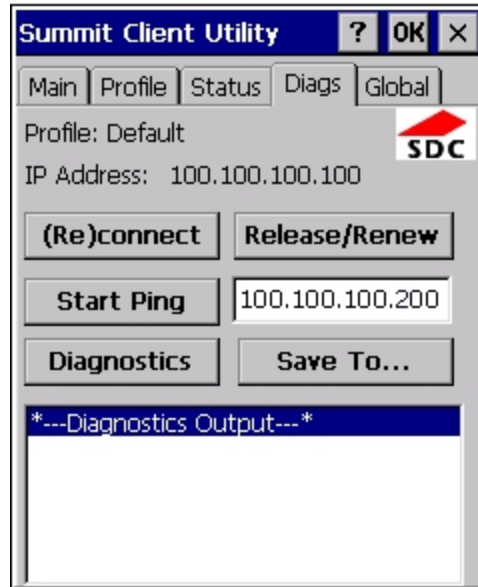 Summit Client Utility ? OK ×
Main Profile Status Diags Global
Profile: Default
SDC
IP Address: 100.100.100.100
(Re)connect Release/Renew
Start Ping 100.100.100.200
Diagnostics Save To...
*---Diagnostics Output---*